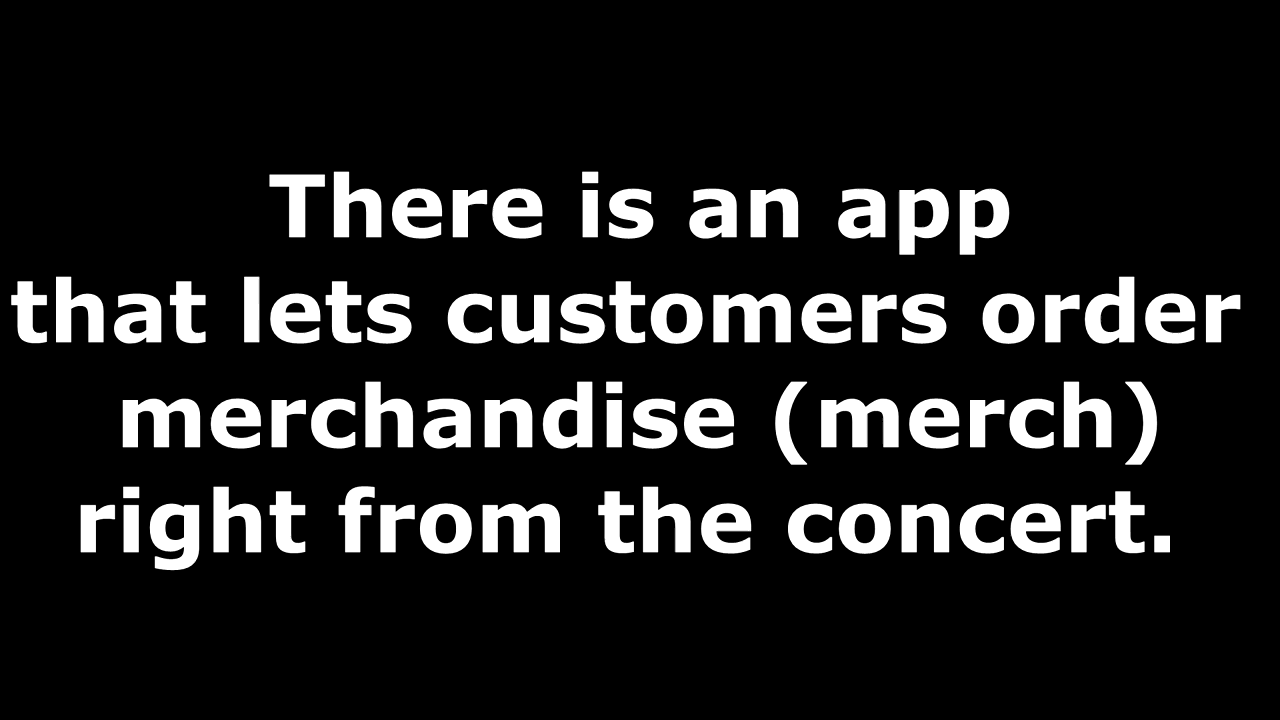 There is an app
that lets customers order
merchandise (merch)
right from the concert.